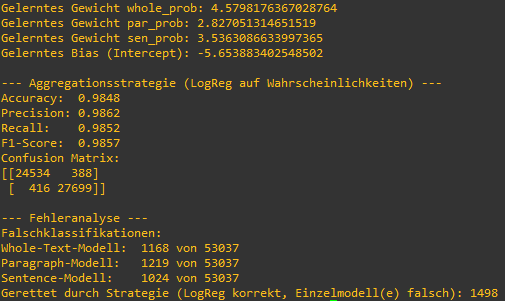 Gelerntes Gewicht whole_prob: 4.5798176367028764
Gelerntes Gewicht par_prob: 2.827051314651519
Gelerntes Gewicht sen_prob: 3.5363086633997365
Gelerntes Bias (Intercept): -5.653883402548502
--- Aggregationsstrategie (LogReg auf Wahrscheinlichkeiten) ---
Accuracy:  0.9848
Precision: 0.9862
Recall:    0.9852
F1-Score:  0.9857
Confusion Matrix:
[[24534   388]
 [  416 27699]]
--- Fehleranalyse ---
Falschklassifikationen:
Whole-Text-Modell:  1168 von 53037
Paragraph-Modell:   1219 von 53037
Sentence-Modell:    1024 von 53037
Gerettet durch Strategie (LogReg korrekt, Einzelmodell(e) falsch): 1498